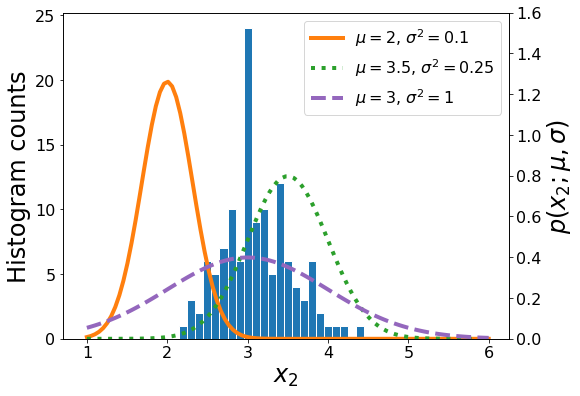 25
20
15
10
5
0
Histogram counts
1 2 3 4 5 6
x₂
1.6
1.4
1.2
1.0
0.8
0.6
0.4
0.2
0.0
p(x₂; μ, σ)
μ = 2, σ² = 0.1
μ = 3.5, σ² = 0.25
μ = 3, σ² = 1